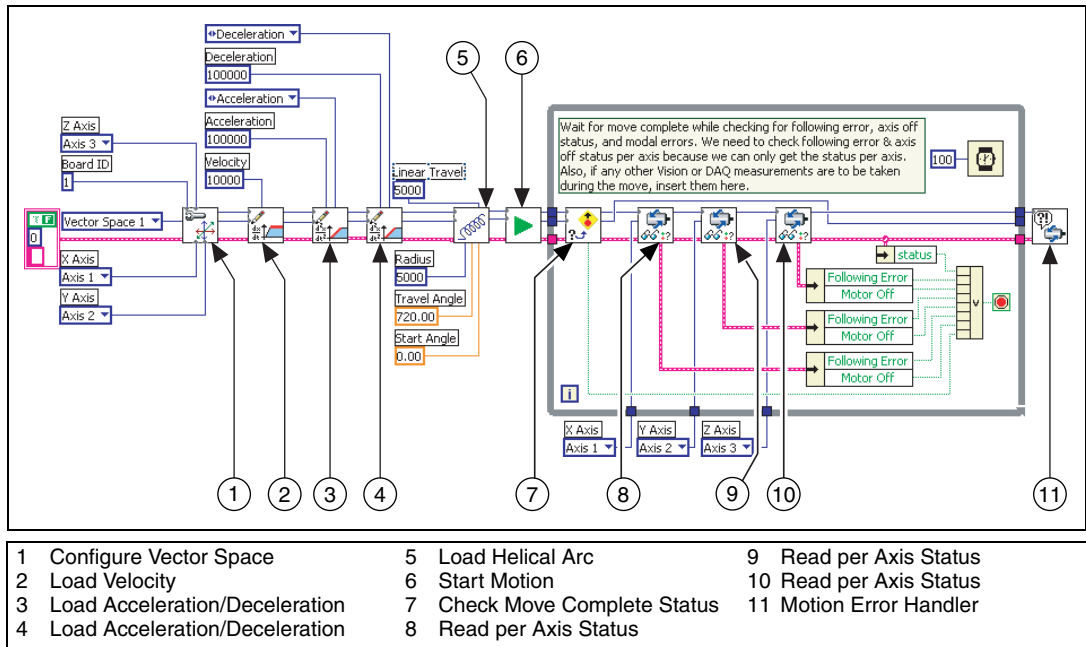 Deceleration
Deceleration
100000
Acceleration
Acceleration
100000
Velocity
10000
Z Axis
Axis 3
Board ID
1
Vector Space 1
T F
0
X Axis
Axis 1
Y Axis
Axis 2
Linear Travel
5000
Radius
5000
Travel Angle
720.00
Start Angle
0.00
5
6
Wait for move complete while checking for following error, axis off
status, and modal errors. We need to check following error & axis
off status per axis because we can only get the status per axis.
Also, if any other Vision or DAQ measurements are to be taken
during the move, insert them here.
100
status
Following Error
Motor Off
Following Error
Motor Off
Following Error
Motor Off
v
i
X Axis
Axis 1
Y Axis
Axis 2
Z Axis
Axis 3
1
2
3
4
7
8
9
10
11
1 Configure Vector Space
2 Load Velocity
3 Load Acceleration/Deceleration
4 Load Acceleration/Deceleration
5 Load Helical Arc
6 Start Motion
7 Check Move Complete Status
8 Read per Axis Status
9 Read per Axis Status
10 Read per Axis Status
11 Motion Error Handler